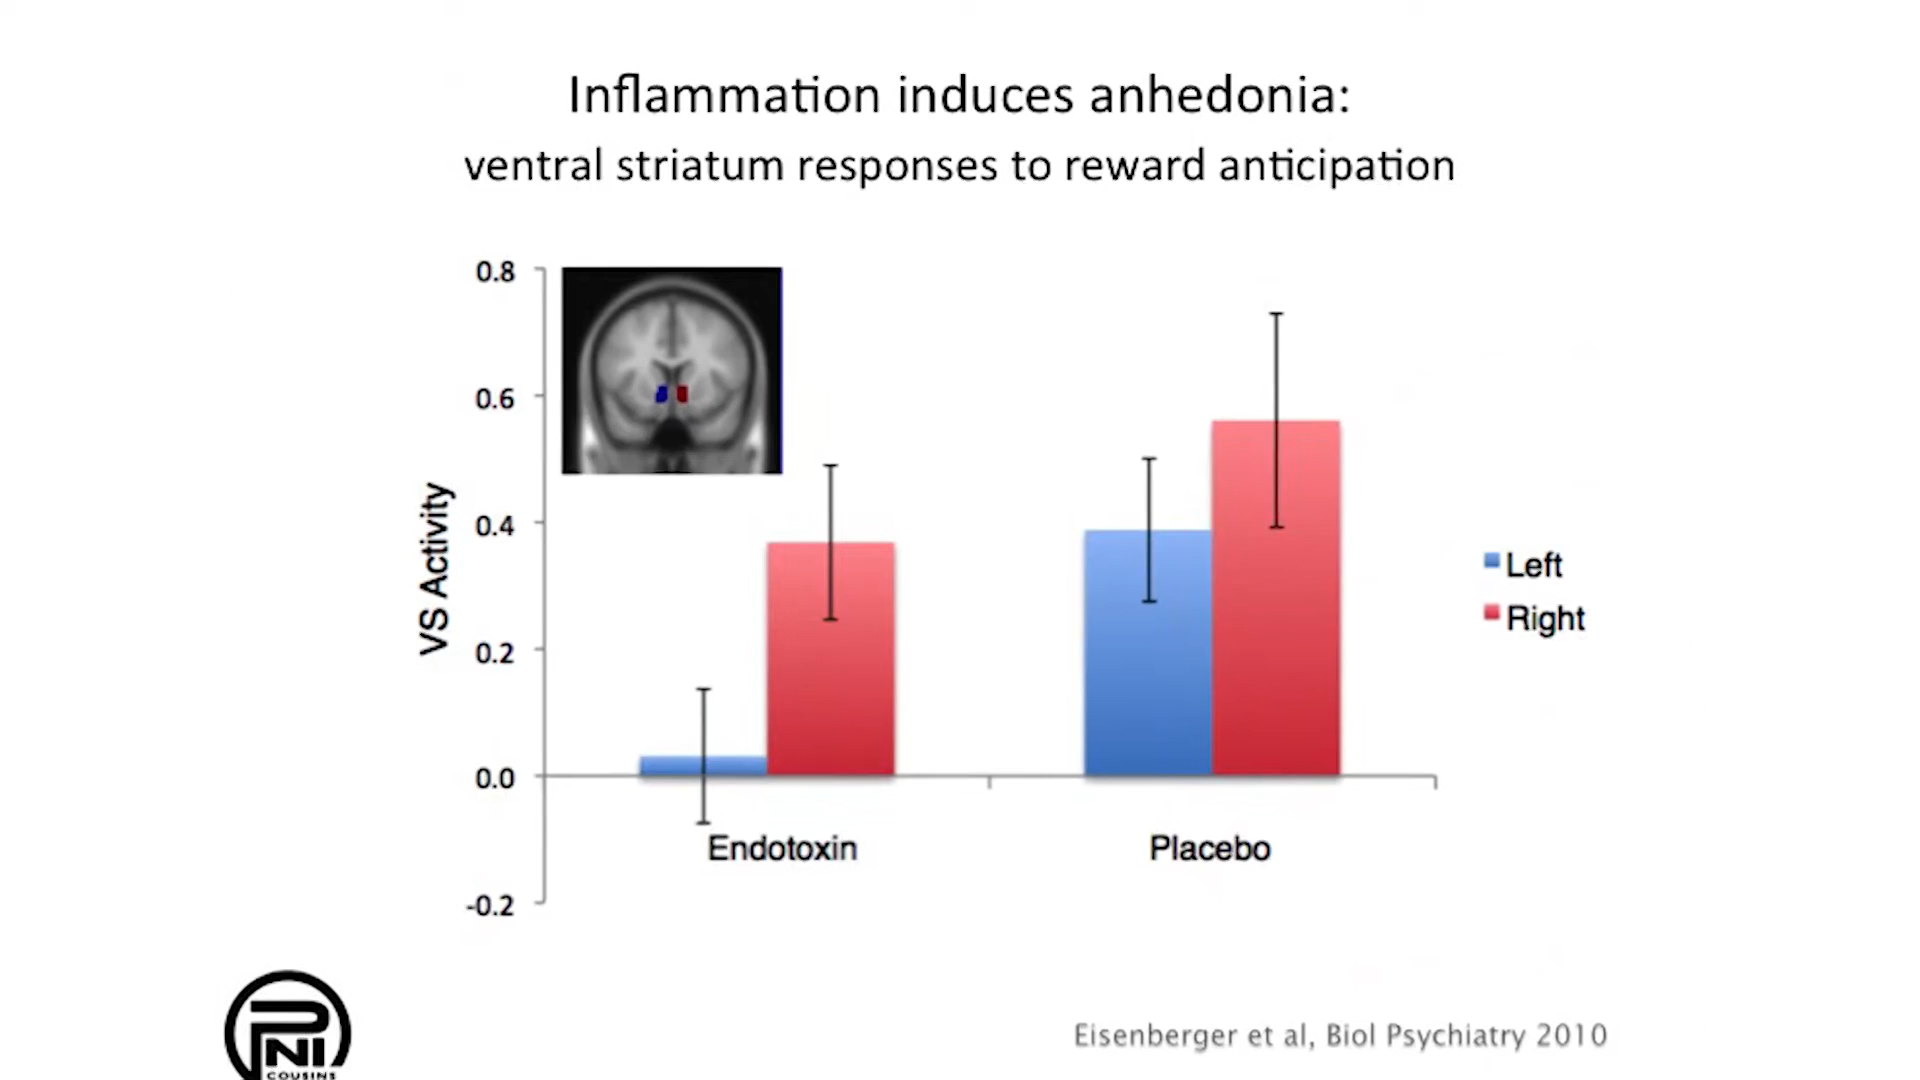 Inflammation induces anhedonia:
ventral striatum responses to reward anticipation
0.8
0.6
0.4
0.2
0.0
-0.2
VS Activity
Endotoxin
Placebo
Left
Right
PNI
COUSINS
Eisenberger et al, Biol Psychiatry 2010